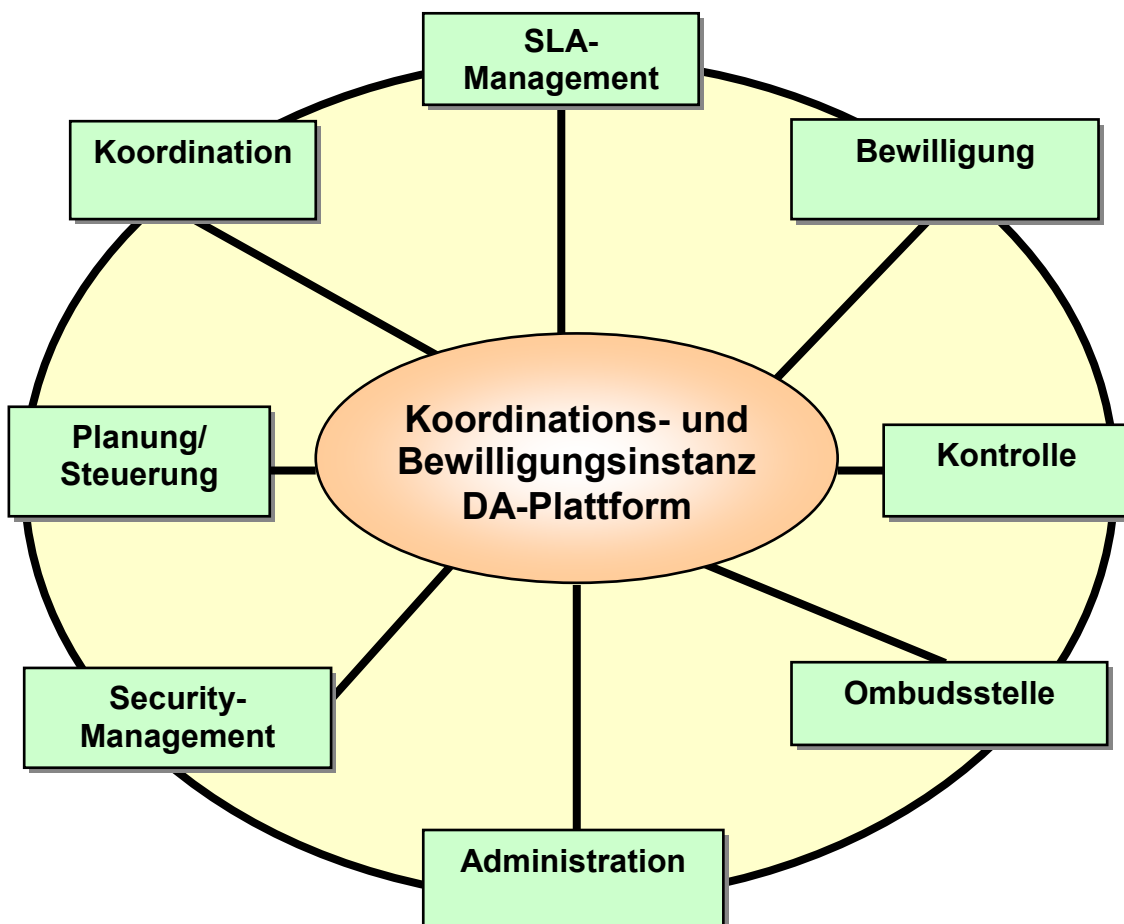 SLA-
Management
Koordination
Bewilligung
Planung/
Steuerung
Koordinations- und
Bewilligungsinstanz
DA-Plattform
Kontrolle
Security-
Management
Ombudsstelle
Administration